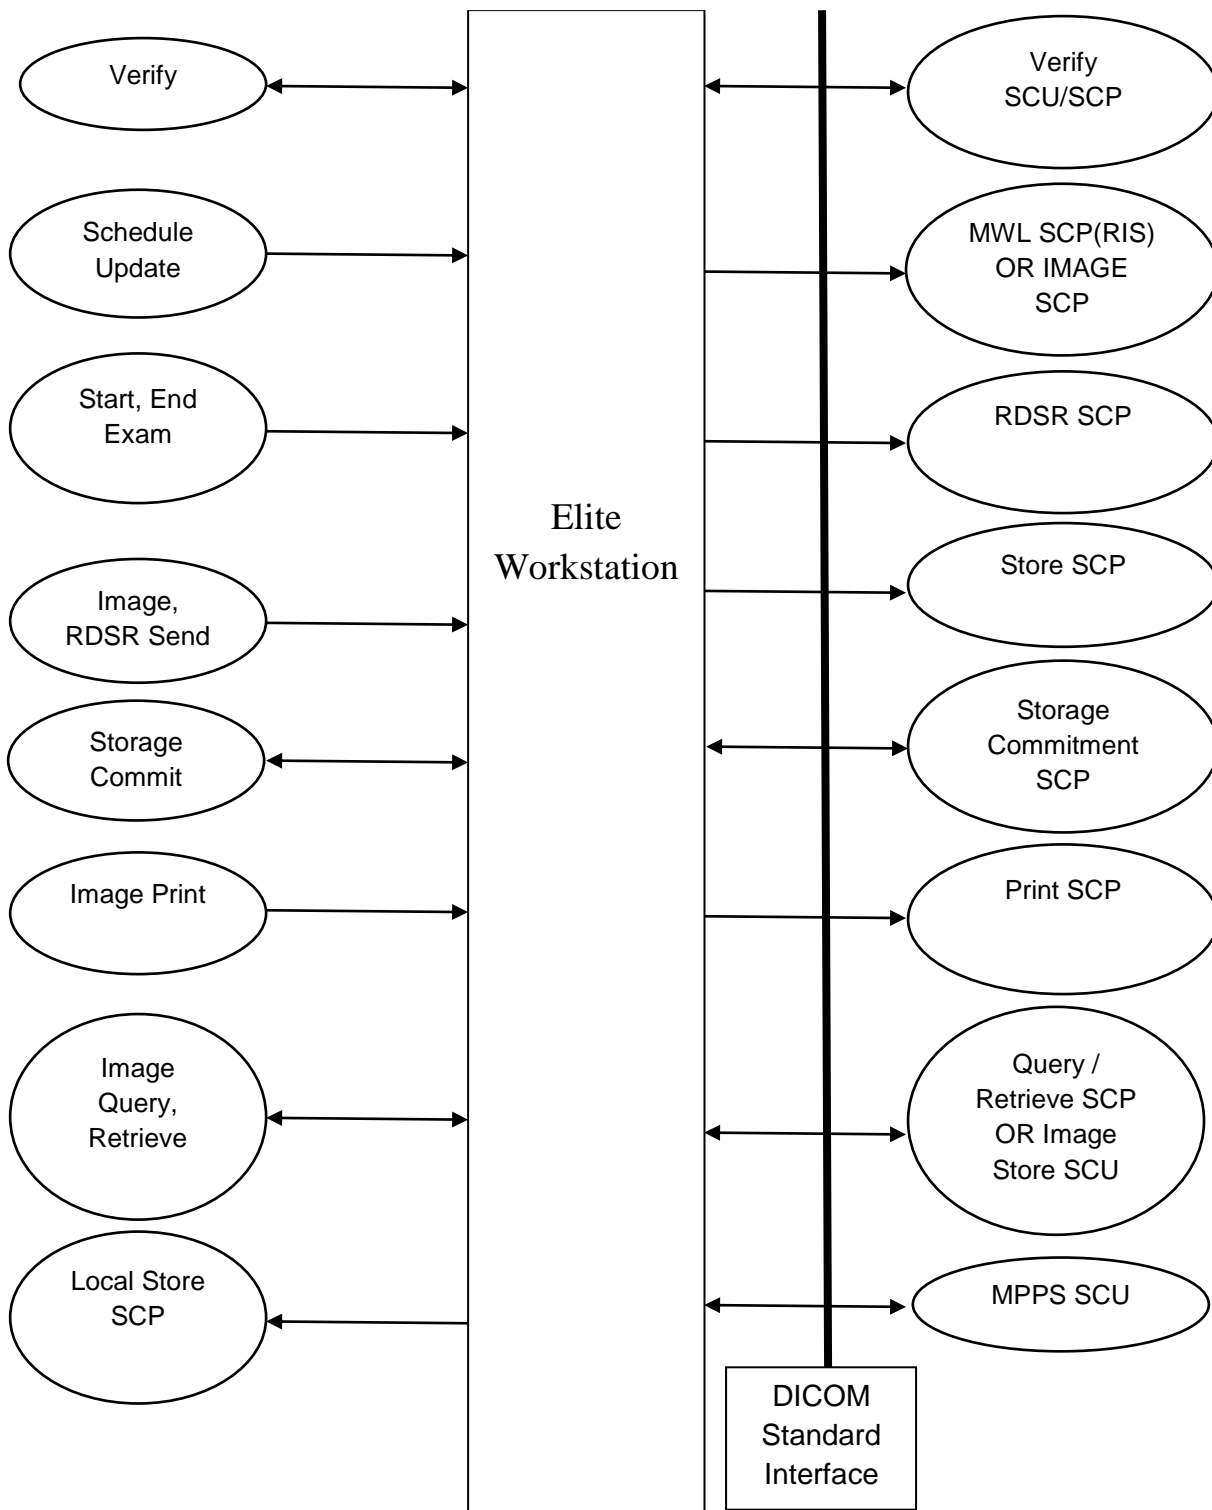 Verify
Schedule
Update
Start, End
Exam
Image,
RDSR Send
Storage
Commit
Image Print
Image
Query,
Retrieve
Local Store
SCP
Elite
Workstation
Verify
SCU/SCP
MWL SCP(RIS)
OR IMAGE
SCP
RDSR SCP
Store SCP
Storage
Commitment
SCP
Print SCP
Query /
Retrieve SCP
OR Image
Store SCU
MPPS SCU
DICOM
Standard
Interface